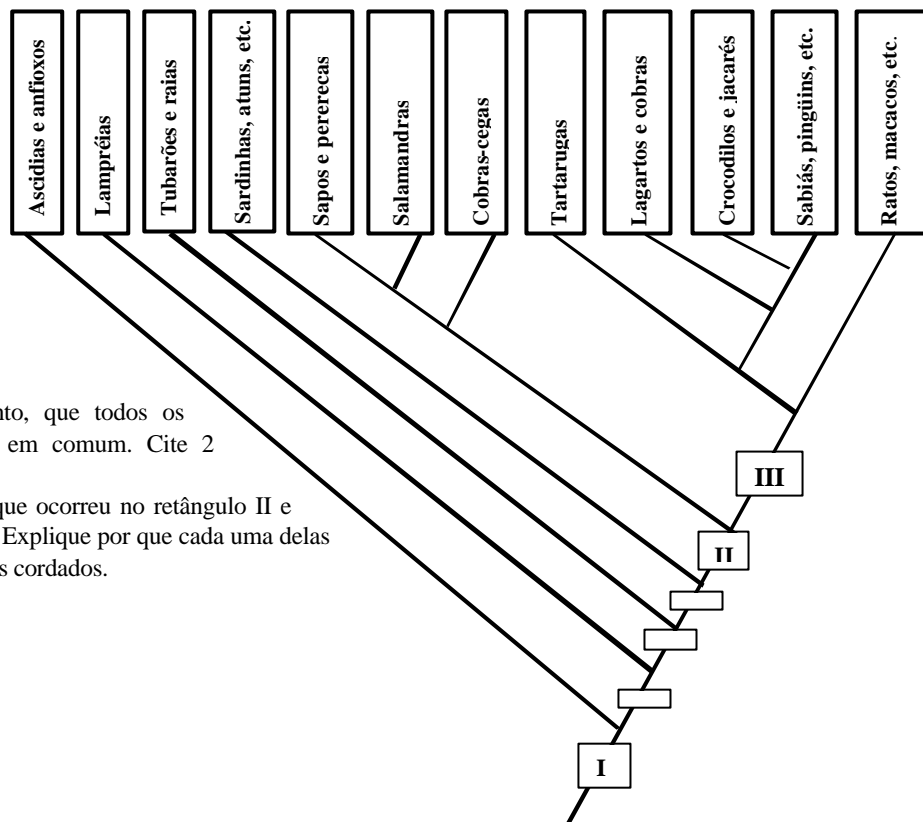 Ascidias e anfioxos
Lampréias
Tubarões e raias
Sardinhas, atuns, etc.
Sapos e pererecas
Salamandras
Cobras-cegas
Tartarugas
Lagartos e cobras
Crocodilos e jacarés
Sabiás, pingüins, etc.
Ratos, macacos, etc.
nto, que todos os
em comum. Cite 2
que ocorreu no retângulo II e
Explique por que cada uma delas
s cordados.
III
II
I